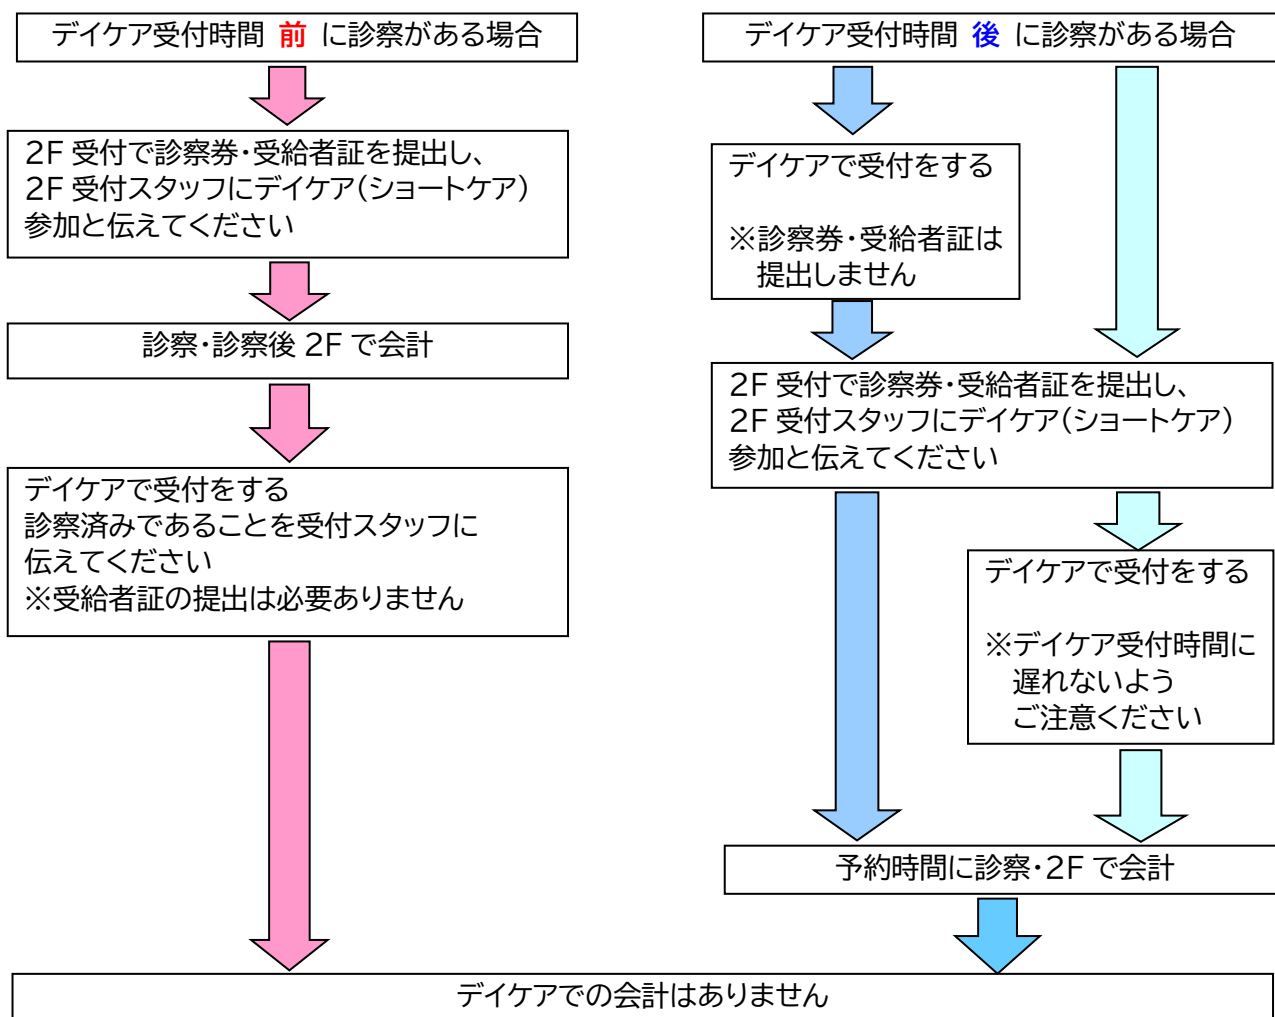 デイケア受付時間 前 に診察がある場合
2F 受付で診察券・受給者証を提出し、
2F 受付スタッフにデイケア(ショートケア)
参加と伝えてください
診察・診察後 2F で会計
デイケアで受付をする
診察済みであることを受付スタッフに
伝えてください
※受給者証の提出は必要ありません
デイケア受付時間 後 に診察がある場合
デイケアで受付をする
※診察券・受給者証は
提出しません
2F 受付で診察券・受給者証を提出し、
2F 受付スタッフにデイケア(ショートケア)
参加と伝えてください
デイケアで受付をする
※デイケア受付時間に
遅れないよう
ご注意ください
予約時間に診察・2F で会計
デイケアでの会計はありません